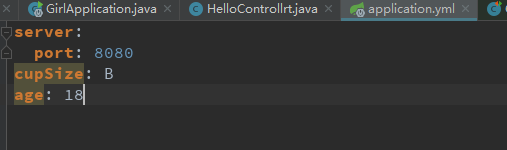 GirlApplication.java HelloControllrt.java application.yml
server:
  port: 8080
cupSize: B
age: 18